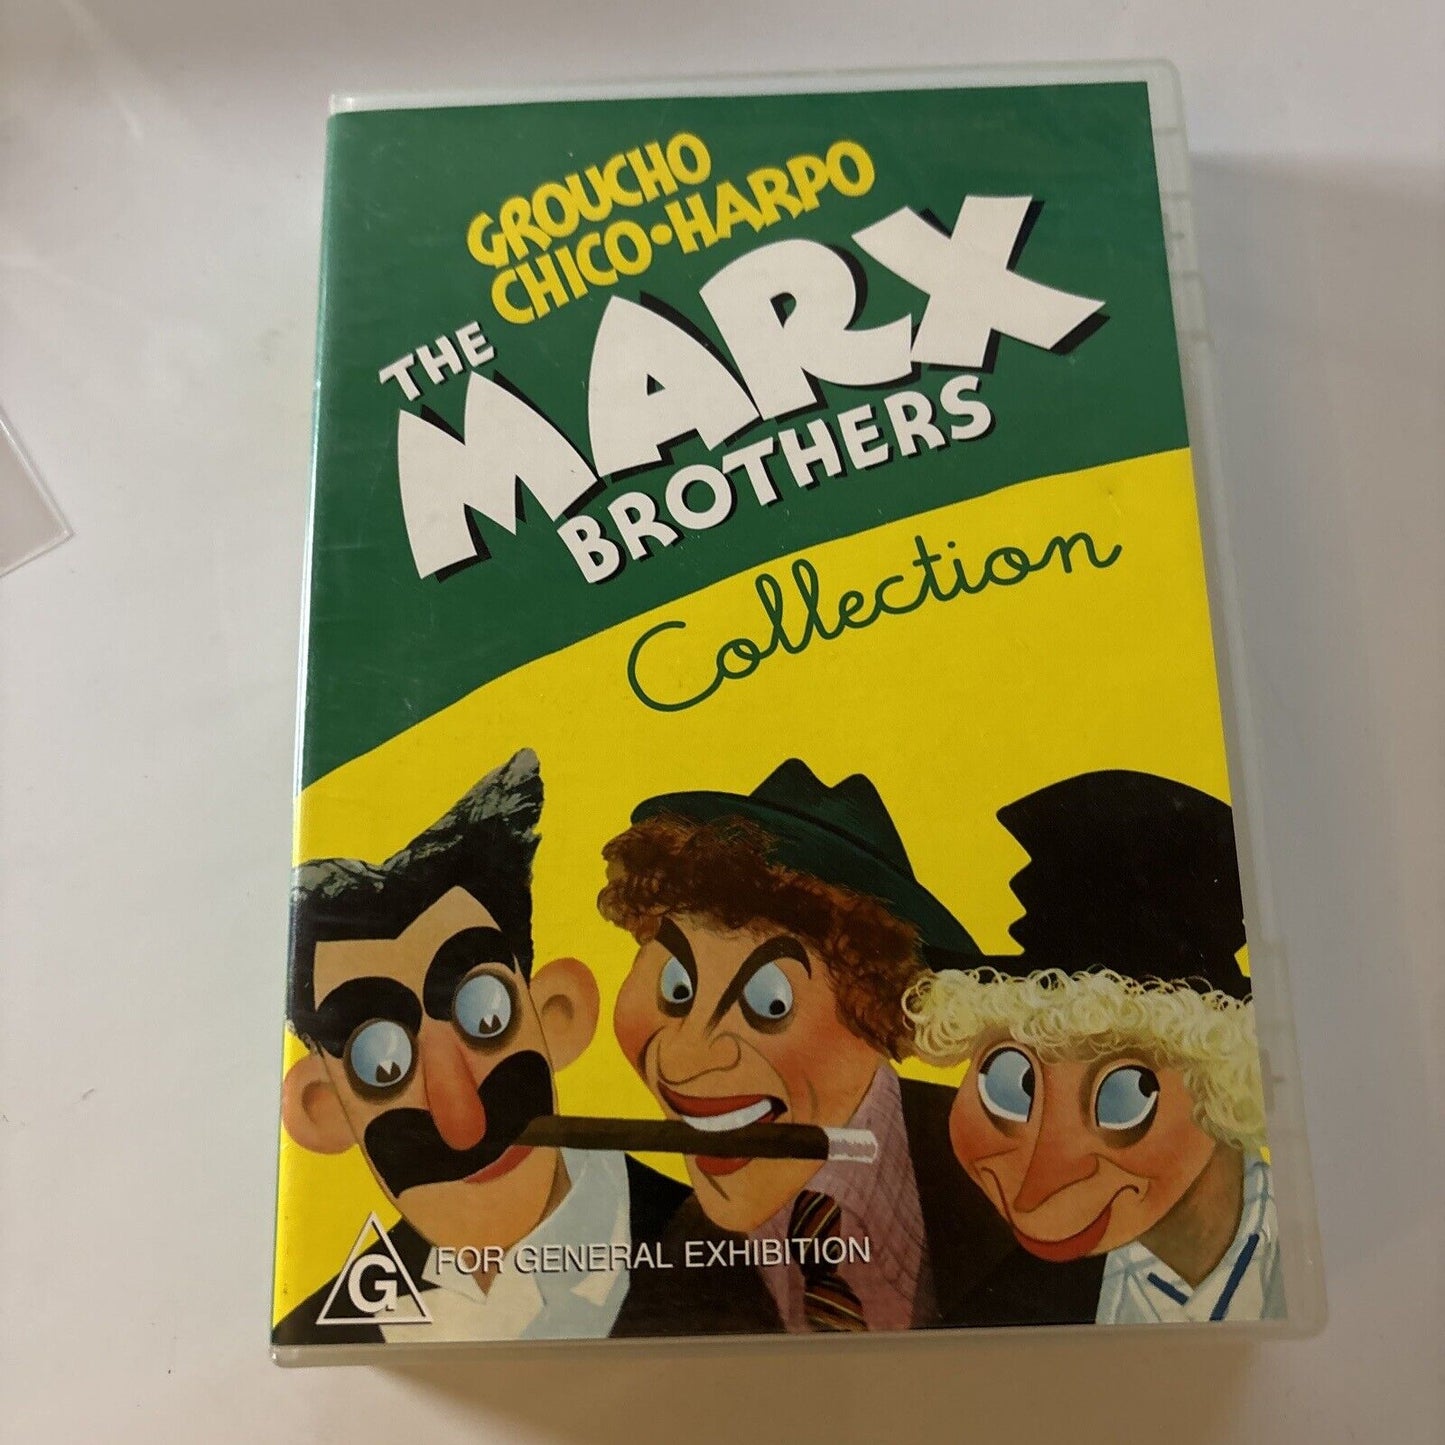 GROUCHO
CHICO•HARPO
THE
MARX
BROTHERS
Collection
G
FOR GENERAL EXHIBITION